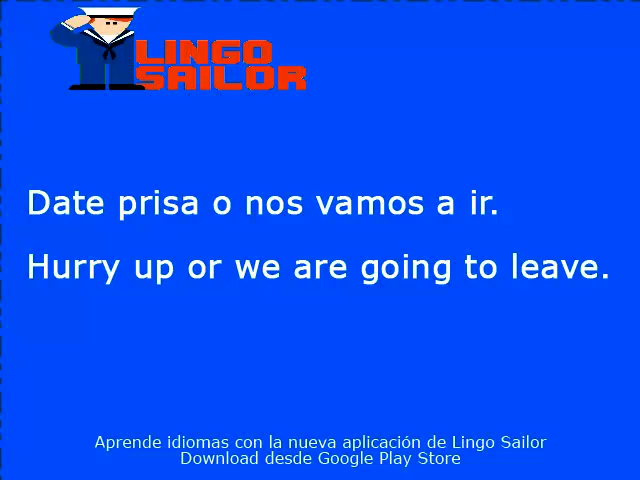 LINGO
SAILOR
Date prisa o nos vamos a ir.
Hurry up or we are going to leave.
Aprende idiomas con la nueva aplicación de Lingo Sailor
Download desde Google Play Store